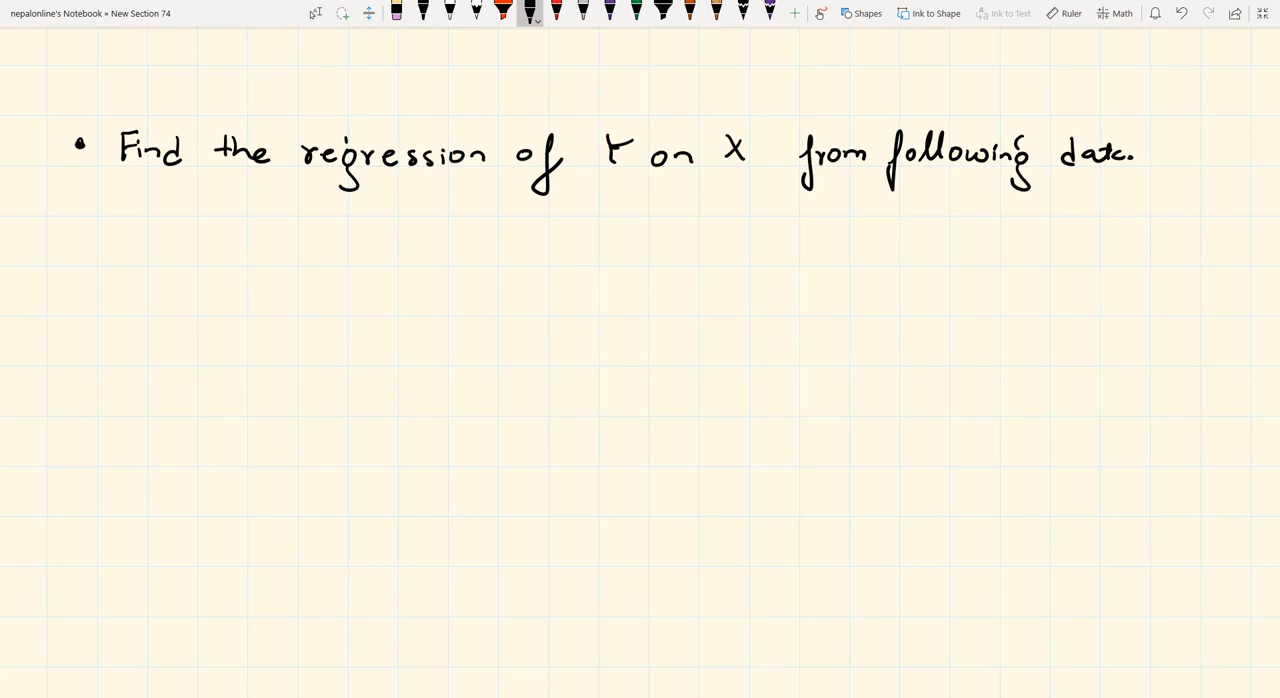 nepalonline's Notebook » New Section 74
Shapes Ink to Shape Ink to Text Ruler Math
• Find the regression of Y on X from following data.